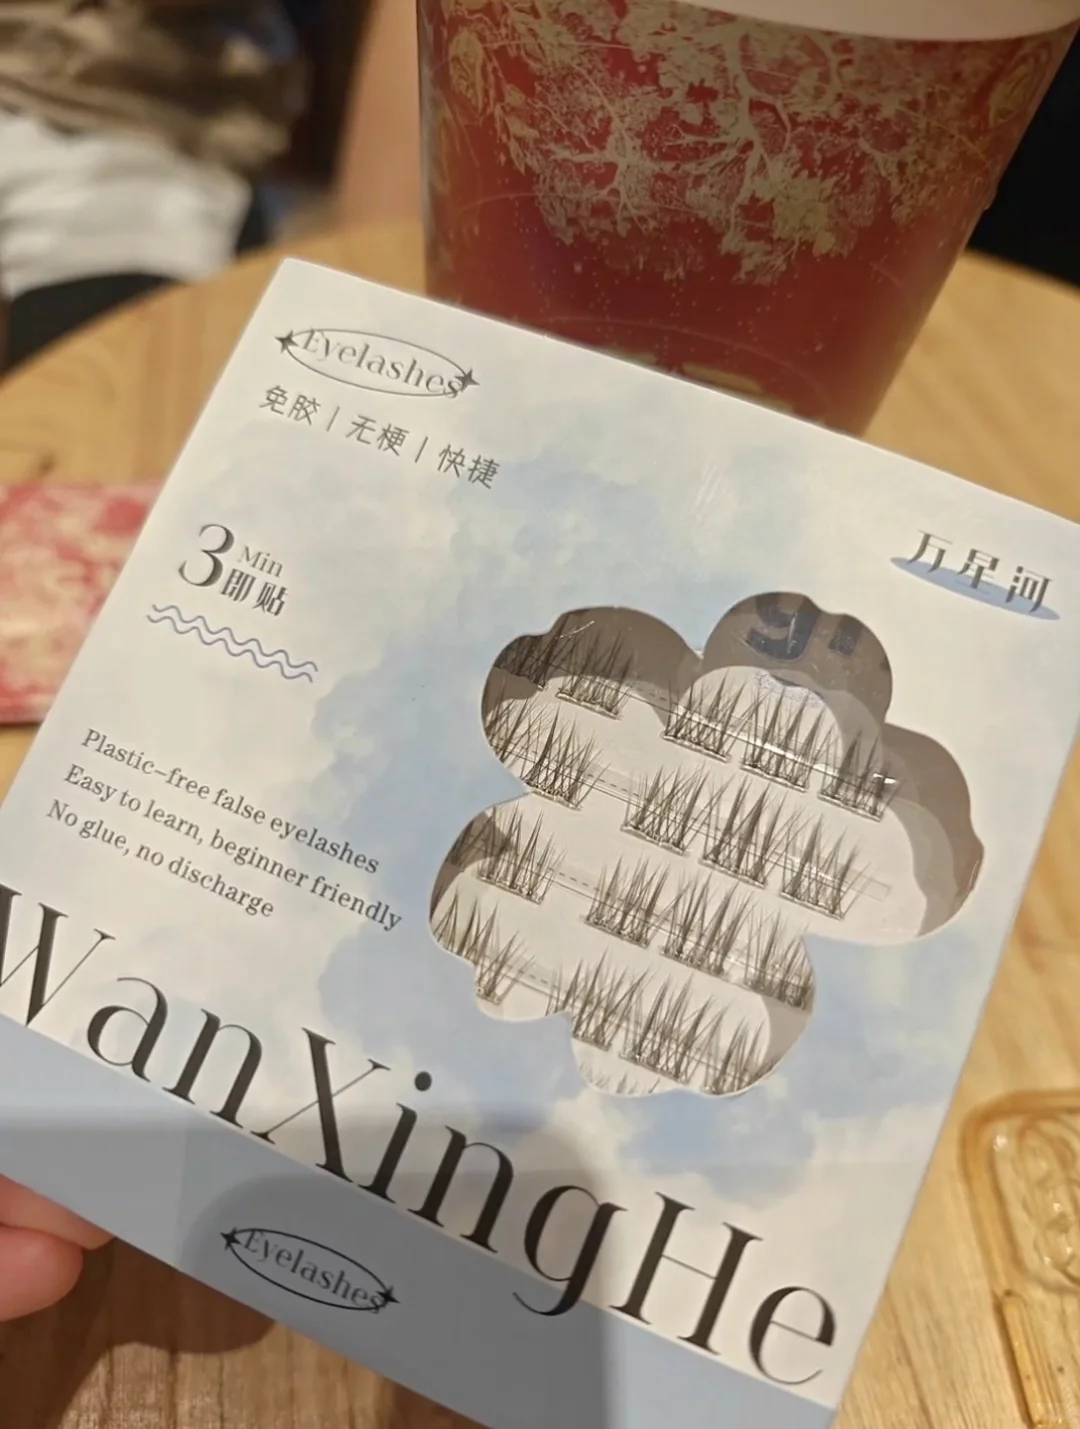 Eyelashes
免胶 | 无梗 | 快捷
万星河
3 Min
即贴
Plastic-free false eyelashes
Easy to learn, beginner friendly
No glue, no discharge
WanXingHe
Eyelashes